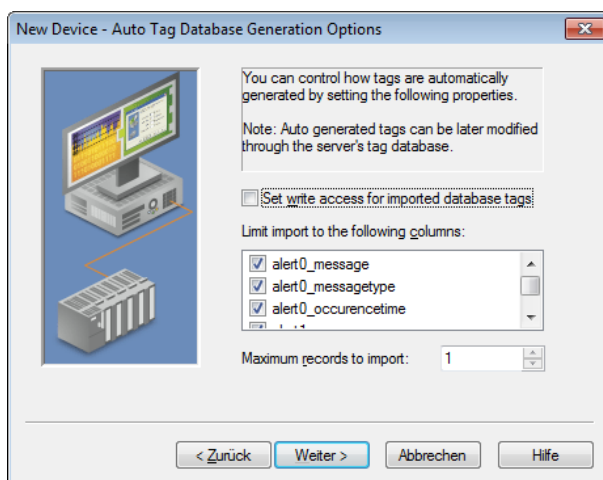 New Device - Auto Tag Database Generation Options
You can control how tags are automatically
generated by setting the following properties.
Note: Auto generated tags can be later modified
through the server's tag database.
Set write access for imported database tags
Limit import to the following columns:
alert0_message
alert0_messagetype
alert0_occurencetime
Maximum records to import:
1
< Zurück
Weiter >
Abbrechen
Hilfe